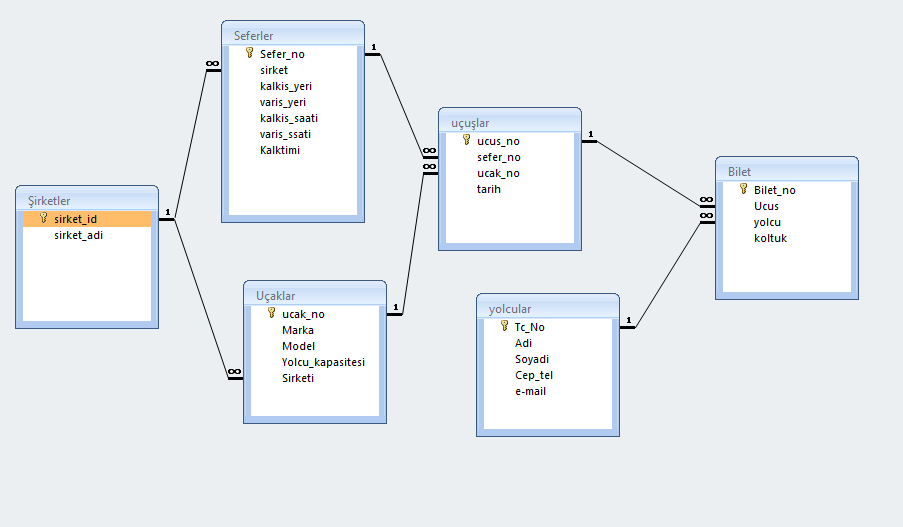 Seferler
Sefer_no
sirket
kalkis_yeri
varis_yeri
kalkis_saati
varis_ssati
Kalktimi
1
∞
uçuşlar
ucus_no
sefer_no
ucak_no
tarih
1
∞
∞
Bilet
Bilet_no
Ucus
yolcu
koltuk
∞
∞
Şirketler
sirket_id
sirket_adi
1
Uçaklar
ucak_no
Marka
Model
Yolcu_kapasitesi
Sirketi
1
∞
yolcular
Tc_No
Adi
Soyadi
Cep_tel
e-mail
1